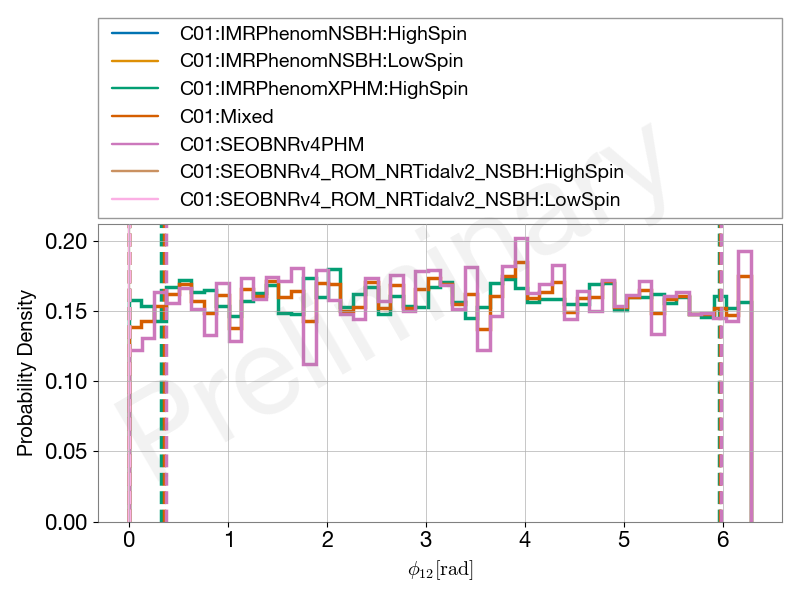 C01:IMRPhenomNSBH:HighSpin
C01:IMRPhenomNSBH:LowSpin
C01:IMRPhenomXPHM:HighSpin
C01:Mixed
C01:SEOBNRv4PHM
C01:SEOBNRv4_ROM_NRTidalv2_NSBH:HighSpin
C01:SEOBNRv4_ROM_NRTidalv2_NSBH:LowSpin
Preliminary
Probability Density
0.20
0.15
0.10
0.05
0.00
0 1 2 3 4 5 6
ϕ₁₂[rad]